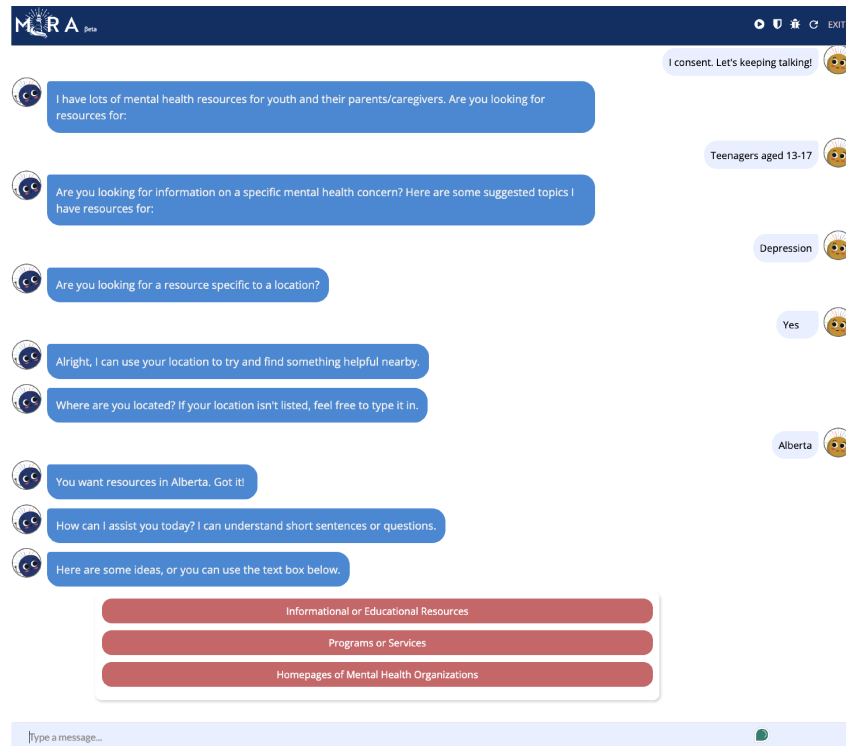 MIRA Beta
EXIT
I consent. Let's keeping talking!
I have lots of mental health resources for youth and their parents/caregivers. Are you looking for
resources for:
Teenagers aged 13-17
Are you looking for information on a specific mental health concern? Here are some suggested topics I
have resources for:
Depression
Are you looking for a resource specific to a location?
Yes
Alright, I can use your location to try and find something helpful nearby.
Where are you located? If your location isn't listed, feel free to type it in.
Alberta
You want resources in Alberta. Got it!
How can I assist you today? I can understand short sentences or questions.
Here are some ideas, or you can use the text box below.
Informational or Educational Resources
Programs or Services
Homepages of Mental Health Organizations
Type a message...